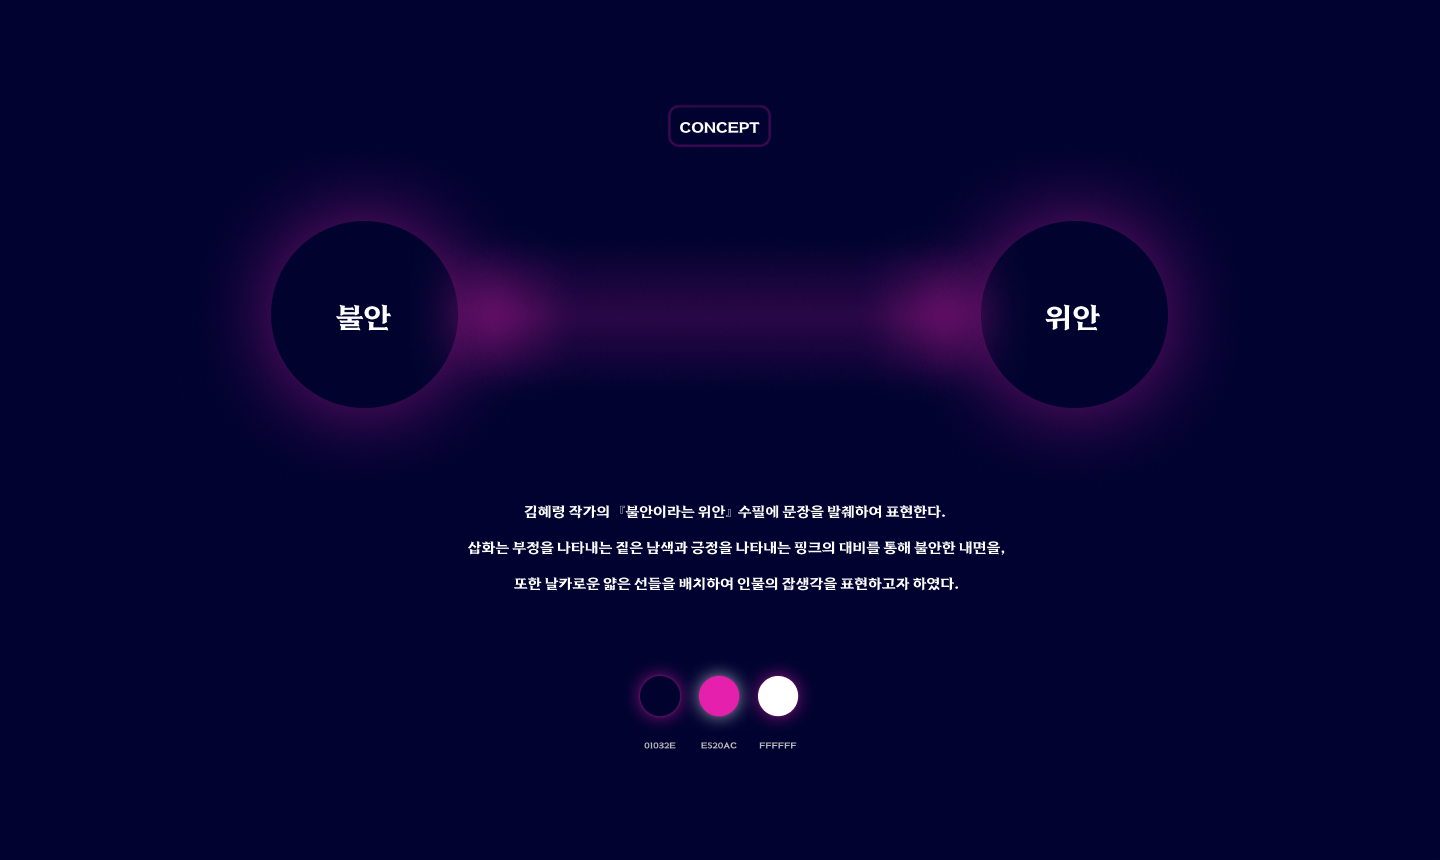 CONCEPT
불안
위안
김혜령 작가의 『불안이라는 위안』 수필에 문장을 발췌하여 표현한다.
삽화는 부정을 나타내는 짙은 남색과 긍정을 나타내는 핑크의 대비를 통해 불안한 내면을,
또한 날카로운 얇은 선들을 배치하여 인물의 잡생각을 표현하고자 하였다.
01032E
E520AC
FFFFFF